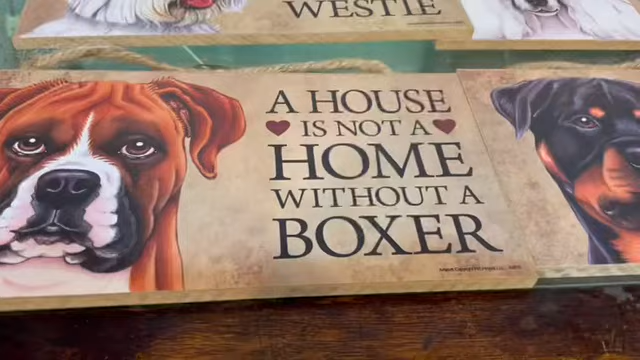 WESTIE
A HOUSE
IS NOT A
HOME
WITHOUT A
BOXER